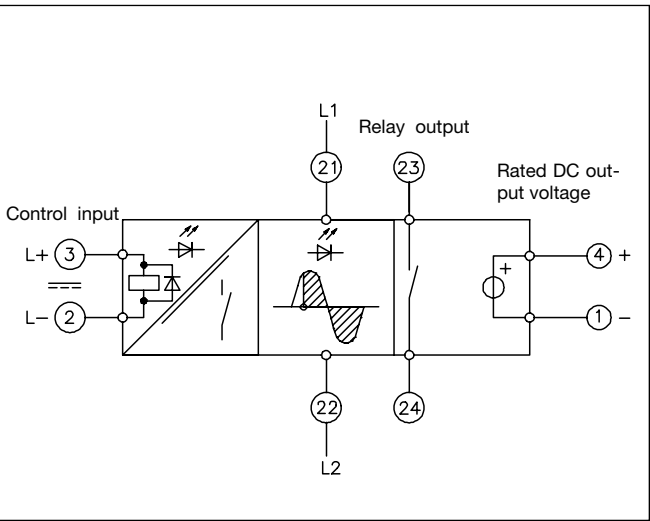 L1
Relay output
21
23
Rated DC out-
put voltage
Control input
L+ 3
4 +
+
L- 2
1 -
22
24
L2